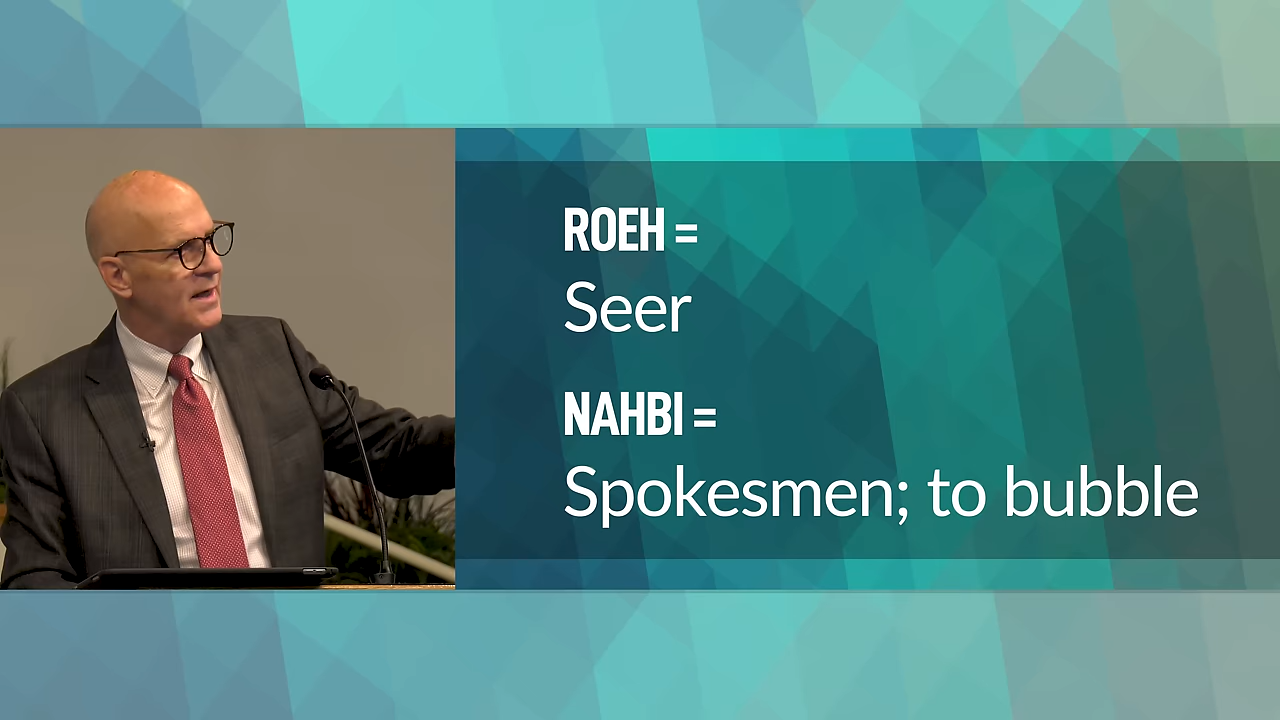 ROEH =
Seer
NAHBI =
Spokesmen; to bubble